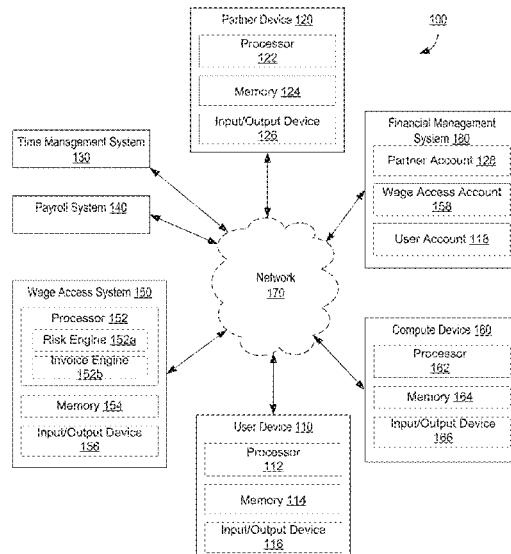 Partner Device 120
100
Processor
122
Memory 124
Input/Output Device
126
Time Management System
130
Payroll System 140
Financial Management
System 180
Partner Account 128
Wage Access Account
158
User Account 118
Network
170
Wage Access System 150
Processor 152
Risk Engine 152a
Invoice Engine
152b
Memory 154
Input/Output Device
156
User Device 110
Processor
112
Memory 114
Input/Output Device
116
Compute Device 160
Processor
162
Memory 164
Input/Output Device
166